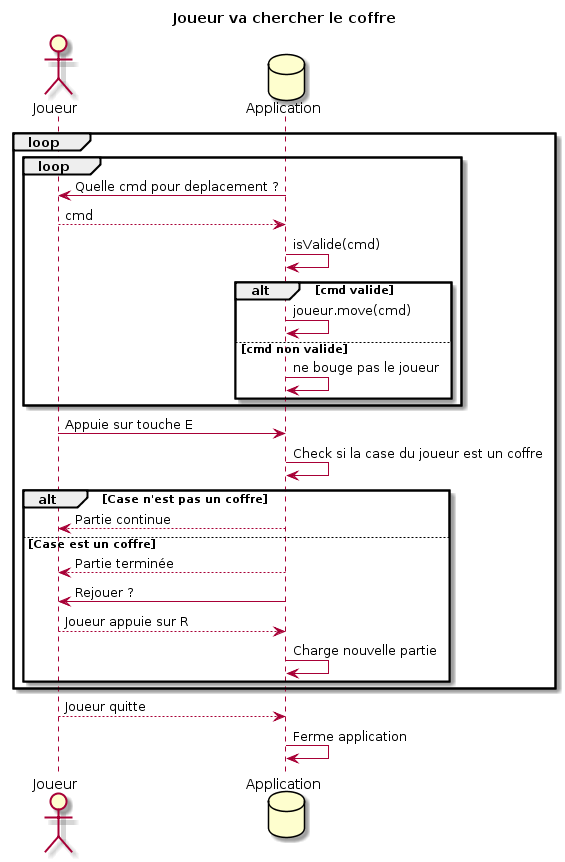 Joueur va chercher le coffre
Joueur
Application
loop
loop
Quelle cmd pour deplacement ?
cmd
isValide(cmd)
alt [cmd valide]
joueur.move(cmd)
[cmd non valide]
ne bouge pas le joueur
Appuie sur touche E
Check si la case du joueur est un coffre
alt [Case n'est pas un coffre]
Partie continue
[Case est un coffre]
Partie terminée
Rejouer ?
Joueur appuie sur R
Charge nouvelle partie
Joueur quitte
Ferme application
Joueur
Application